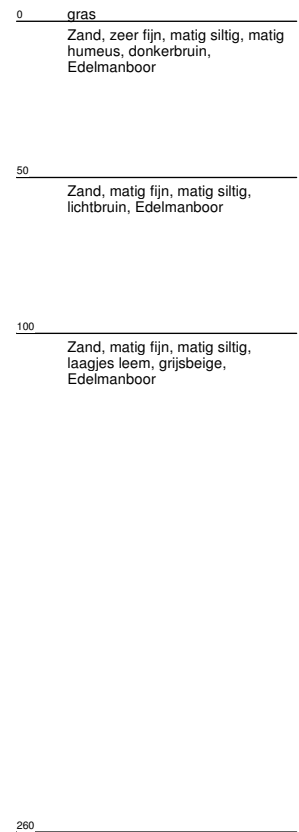 0 gras
Zand, zeer fijn, matig siltig, matig
humeus, donkerbruin,
Edelmanboor
50
Zand, matig fijn, matig siltig,
lichtbruin, Edelmanboor
100
Zand, matig fijn, matig siltig,
laagjes leem, grijsbeige,
Edelmanboor
260